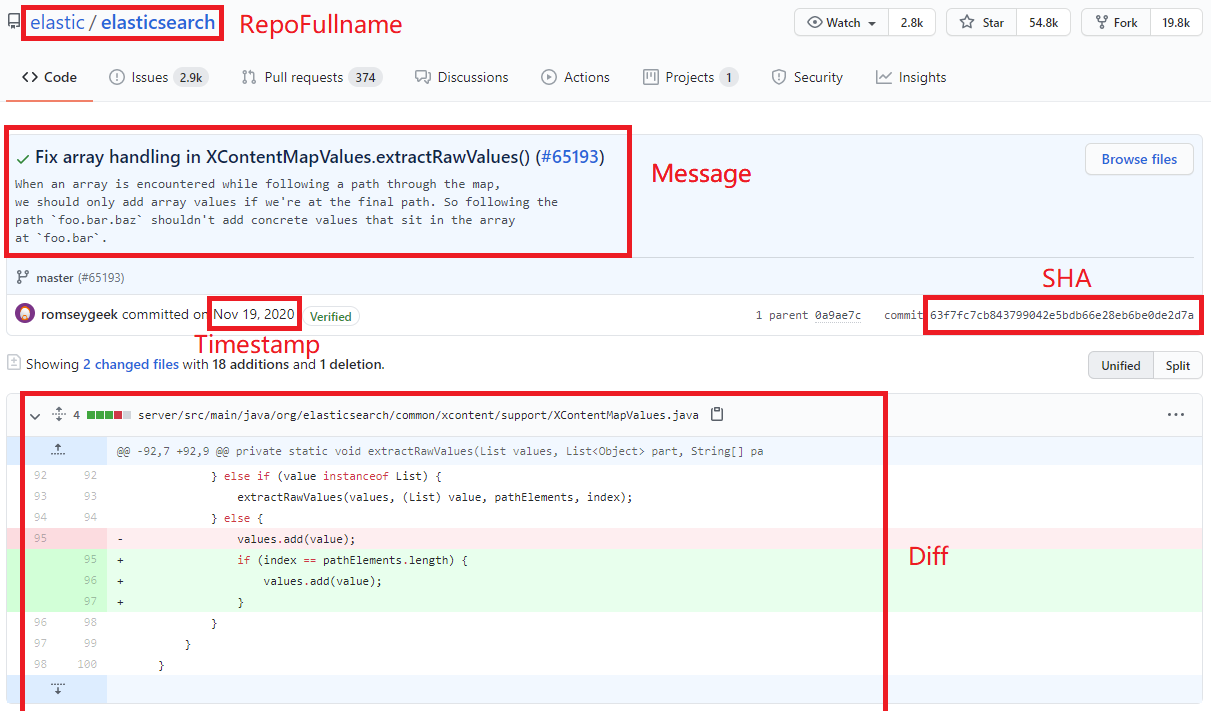 elastic / elasticsearch RepoFullname Watch 2.8k Star 54.8k Fork 19.8k
Code Issues 2.9k Pull requests 374 Discussions Actions Projects 1 Security Insights
Fix array handling in XContentMapValues.extractRawValues() (#65193) Browse files
Message
When an array is encountered while following a path through the map,
we should only add array values if we're at the final path. So following the
path `foo.bar.baz` shouldn't add concrete values that sit in the array
at `foo.bar`.
master (#65193)
SHA
romseygeek committed on Nov 19, 2020 Verified 1 parent 0a9ae7c commit 63f7fc7cb843799042e5bdb66e28eb6be0de2d7a
Timestamp
Showing 2 changed files with 18 additions and 1 deletion. Unified Split
4 server/src/main/java/org/elasticsearch/common/xcontent/support/XContentMapValues.java
@@ -92,7 +92,9 @@ private static void extractRawValues(List values, List<Object> part, String[] pa
92 92 } else if (value instanceof List) {
93 93 extractRawValues(values, (List) value, pathElements, index);
94 94 } else {
95 - values.add(value);
95 + if (index == pathElements.length) {
Diff
96 + values.add(value);
97 + }
96 98 }
97 99 }
98 100 }